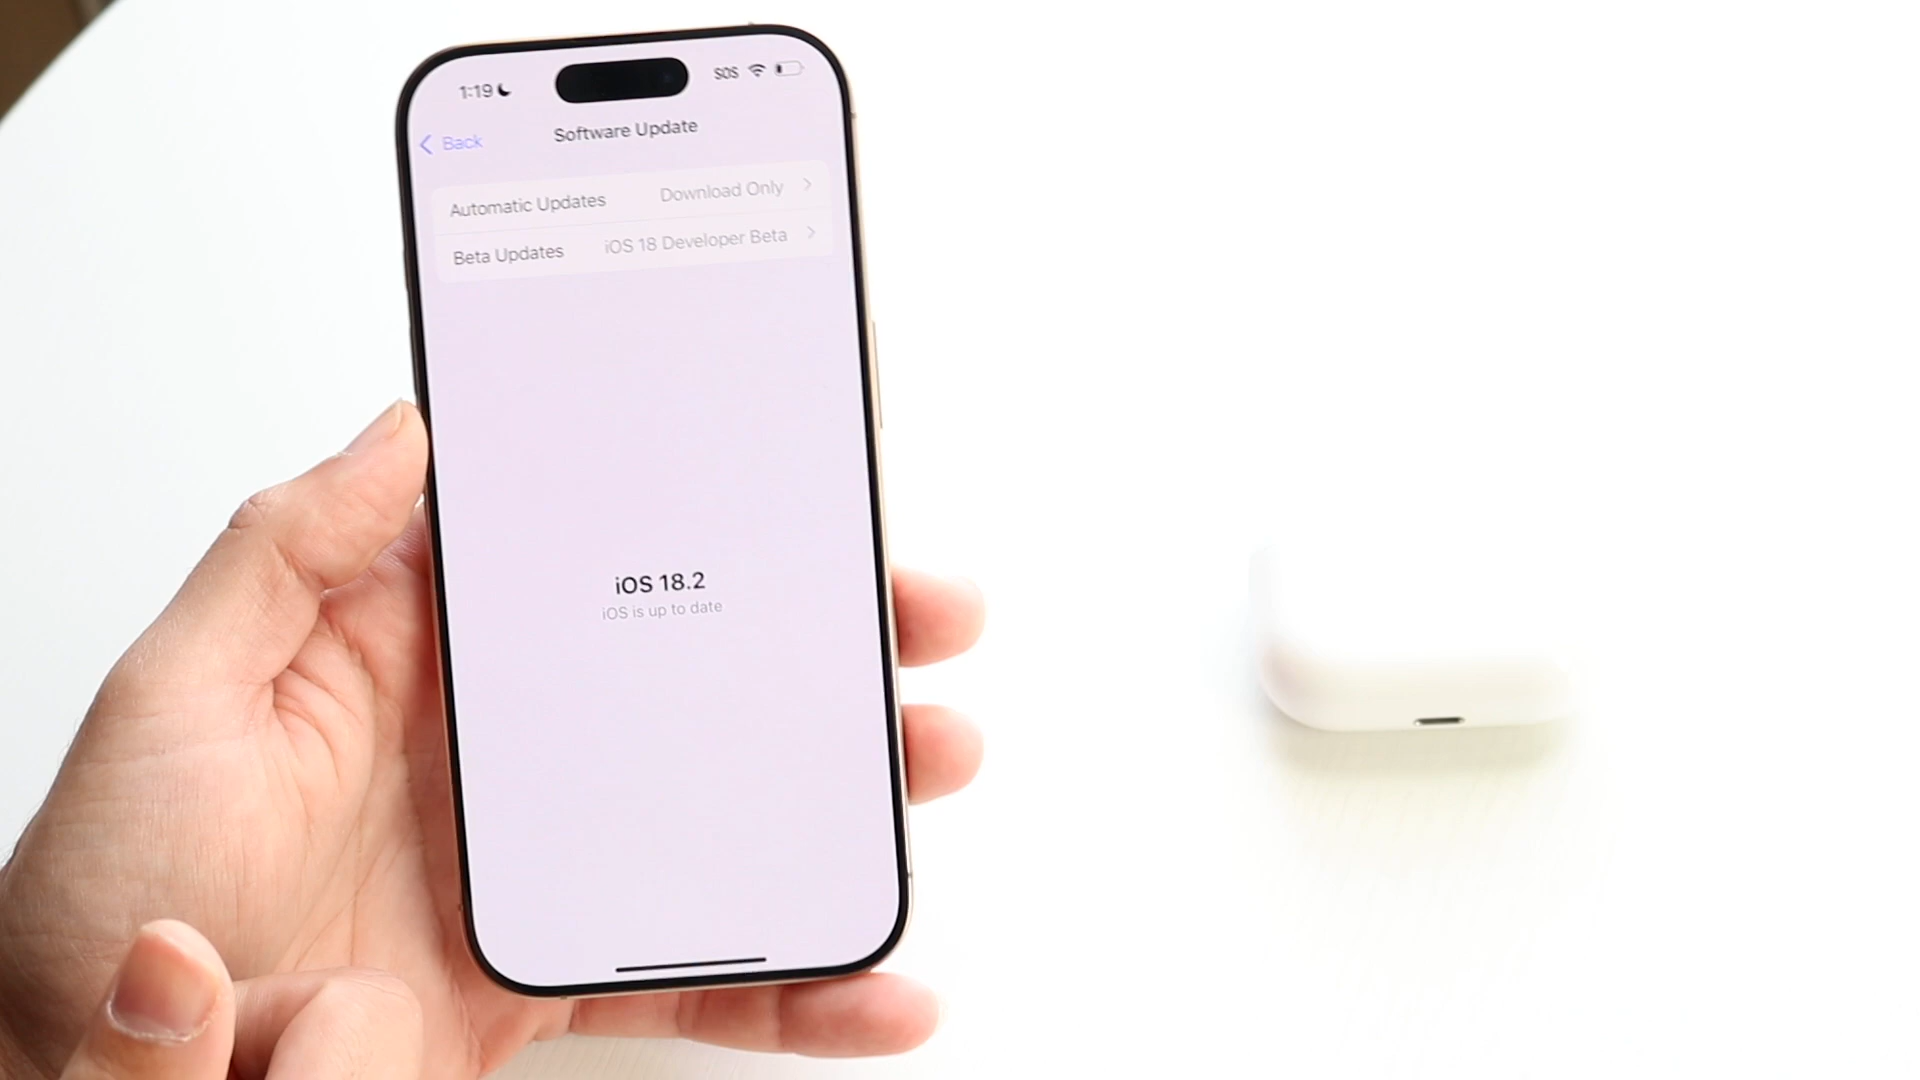 1:19 SOS
Back Software Update
Automatic Updates Download Only
Beta Updates iOS 18 Developer Beta
iOS 18.2
iOS is up to date